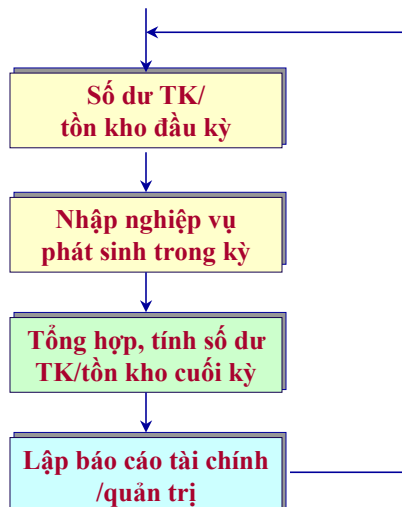 Số dư TK/
tồn kho đầu kỳ
Nhập nghiệp vụ
phát sinh trong kỳ
Tổng hợp, tính số dư
TK/tồn kho cuối kỳ
Lập báo cáo tài chính
/quản trị